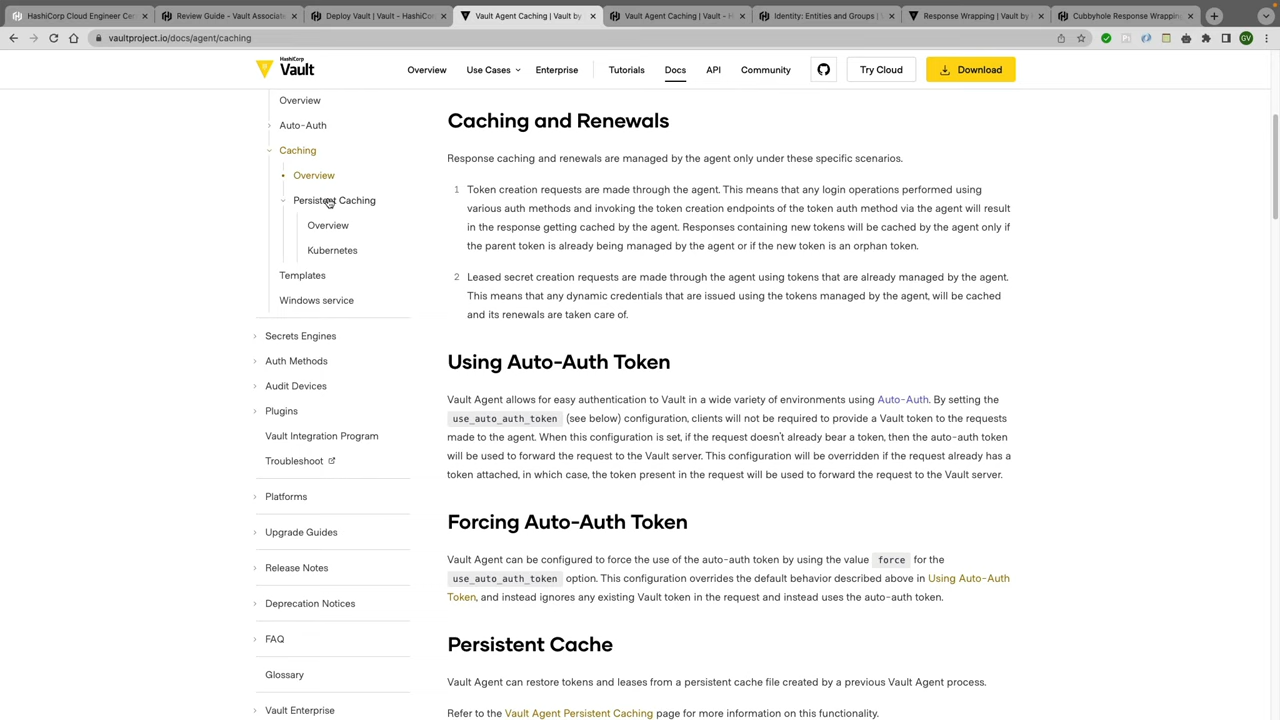 HashiCorp Cloud Engineer Cer
Review Guide - Vault Associate
Deploy Vault | Vault - HashiCor
Vault Agent Caching | Vault by
Vault Agent Caching | Vault - H
Identity: Entities and Groups |
Response Wrapping | Vault by
Cubbyhole Response Wrapping
vaultproject.io/docs/agent/caching
GV
HashiCorp
Vault
Overview
Use Cases
Enterprise
Tutorials
Docs
API
Community
Try Cloud
Download
Overview
Auto-Auth
Caching
Overview
Persistent Caching
Overview
Kubernetes
Templates
Windows service
Secrets Engines
Auth Methods
Audit Devices
Plugins
Vault Integration Program
Troubleshoot
Platforms
Upgrade Guides
Release Notes
Deprecation Notices
FAQ
Glossary
Vault Enterprise
Caching and Renewals
Response caching and renewals are managed by the agent only under these specific scenarios.
1 Token creation requests are made through the agent. This means that any login operations performed using
various auth methods and invoking the token creation endpoints of the token auth method via the agent will result
in the response getting cached by the agent. Responses containing new tokens will be cached by the agent only if
the parent token is already being managed by the agent or if the new token is an orphan token.
2 Leased secret creation requests are made through the agent using tokens that are already managed by the agent.
This means that any dynamic credentials that are issued using the tokens managed by the agent, will be cached
and its renewals are taken care of.
Using Auto-Auth Token
Vault Agent allows for easy authentication to Vault in a wide variety of environments using Auto-Auth. By setting the
use_auto_auth_token (see below) configuration, clients will not be required to provide a Vault token to the requests
made to the agent. When this configuration is set, if the request doesn't already bear a token, then the auto-auth token
will be used to forward the request to the Vault server. This configuration will be overridden if the request already has a
token attached, in which case, the token present in the request will be used to forward the request to the Vault server.
Forcing Auto-Auth Token
Vault Agent can be configured to force the use of the auto-auth token by using the value force for the
use_auto_auth_token option. This configuration overrides the default behavior described above in Using Auto-Auth
Token, and instead ignores any existing Vault token in the request and instead uses the auto-auth token.
Persistent Cache
Vault Agent can restore tokens and leases from a persistent cache file created by a previous Vault Agent process.
Refer to the Vault Agent Persistent Caching page for more information on this functionality.